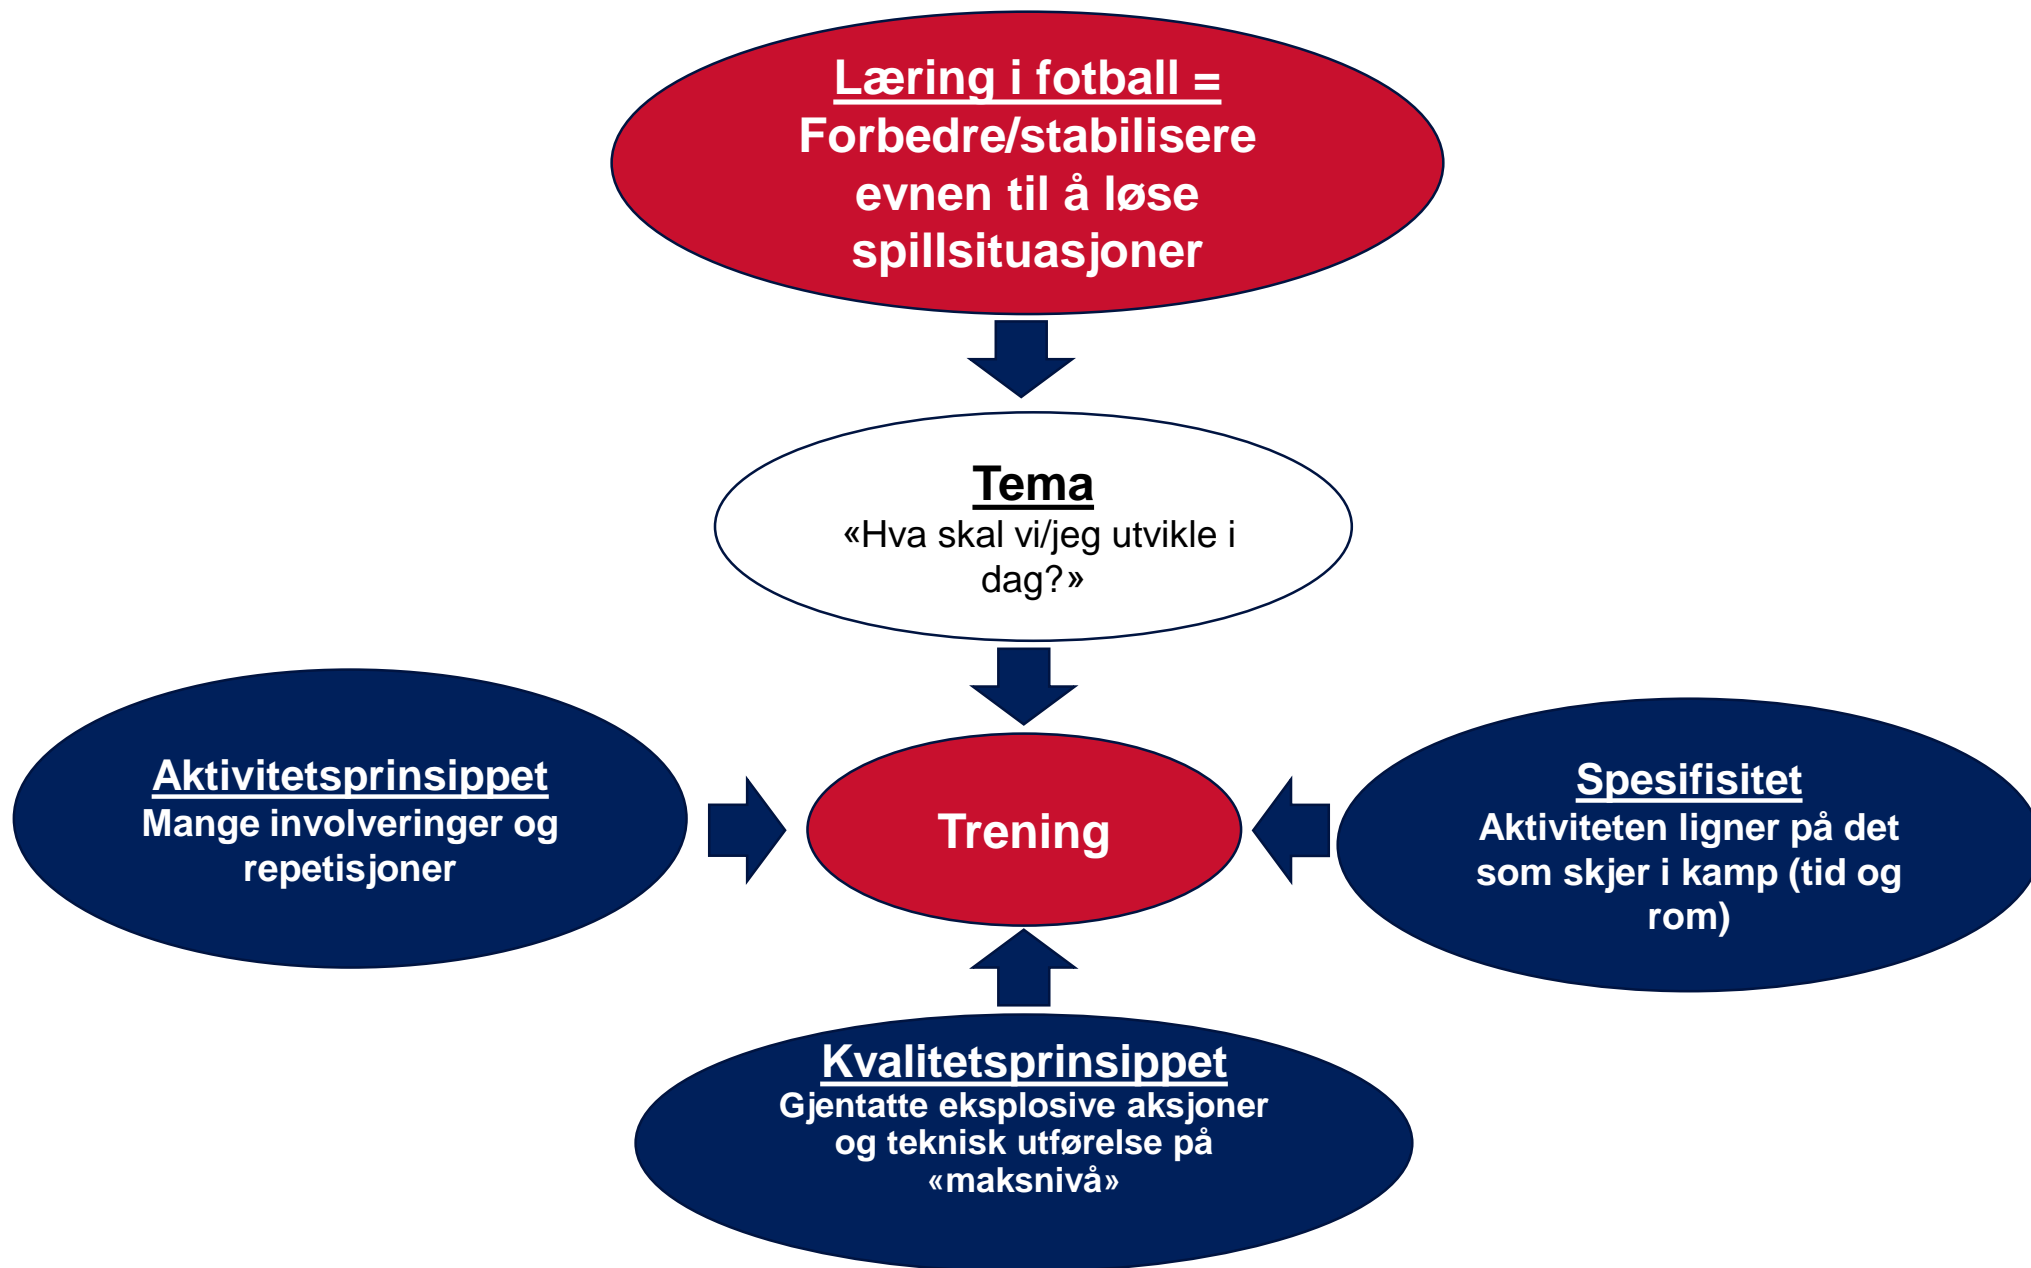 Læring i fotball =
Forbedre/stabilisere
evnen til å løse
spillsituasjoner
Tema
«Hva skal vi/jeg utvikle i
dag?»
Aktivitetsprinsippet
Mange involveringer og
repetisjoner
Trening
Spesifisitet
Aktiviteten ligner på det
som skjer i kamp (tid og
rom)
Kvalitetsprinsippet
Gjentatte eksplosive aksjoner
og teknisk utførelse på
«maksnivå»